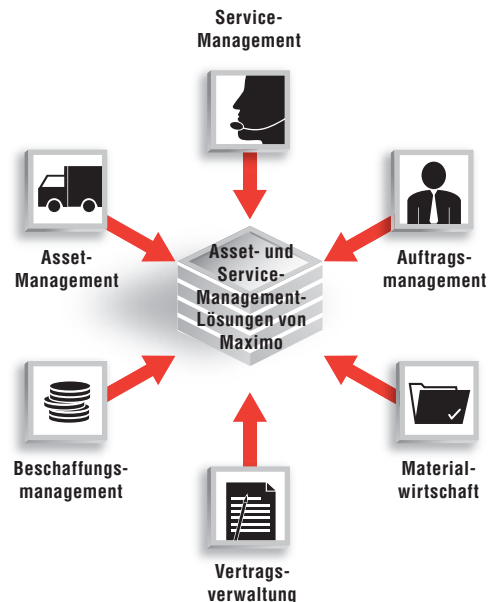 Service-
Management
Asset-
Management
Asset- und
Service-
Management-
Lösungen von
Maximo
Auftrags-
management
Beschaffungs-
management
Material-
wirtschaft
Vertrags-
verwaltung